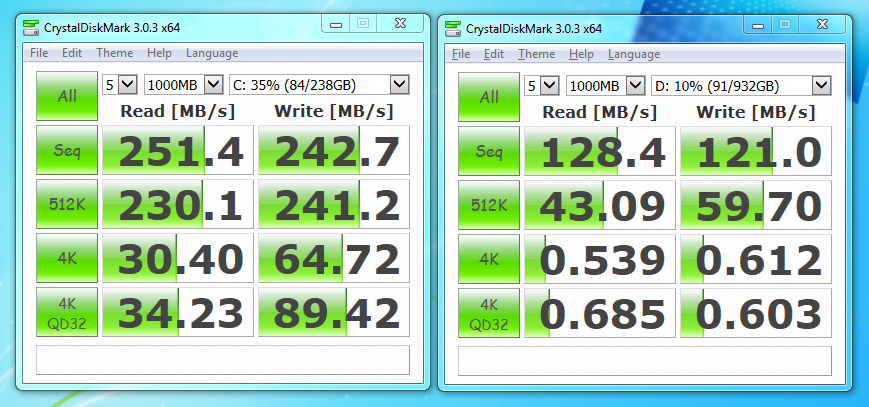 CrystalDiskMark 3.0.3 x64
File Edit Theme Help Language
All 5 1000MB C: 35% (84/238GB)
Read [MB/s] Write [MB/s]
Seq 251.4 242.7
512K 230.1 241.2
4K 30.40 64.72
4K QD32 34.23 89.42
CrystalDiskMark 3.0.3 x64
File Edit Theme Help Language
All 5 1000MB D: 10% (91/932GB)
Read [MB/s] Write [MB/s]
Seq 128.4 121.0
512K 43.09 59.70
4K 0.539 0.612
4K QD32 0.685 0.603